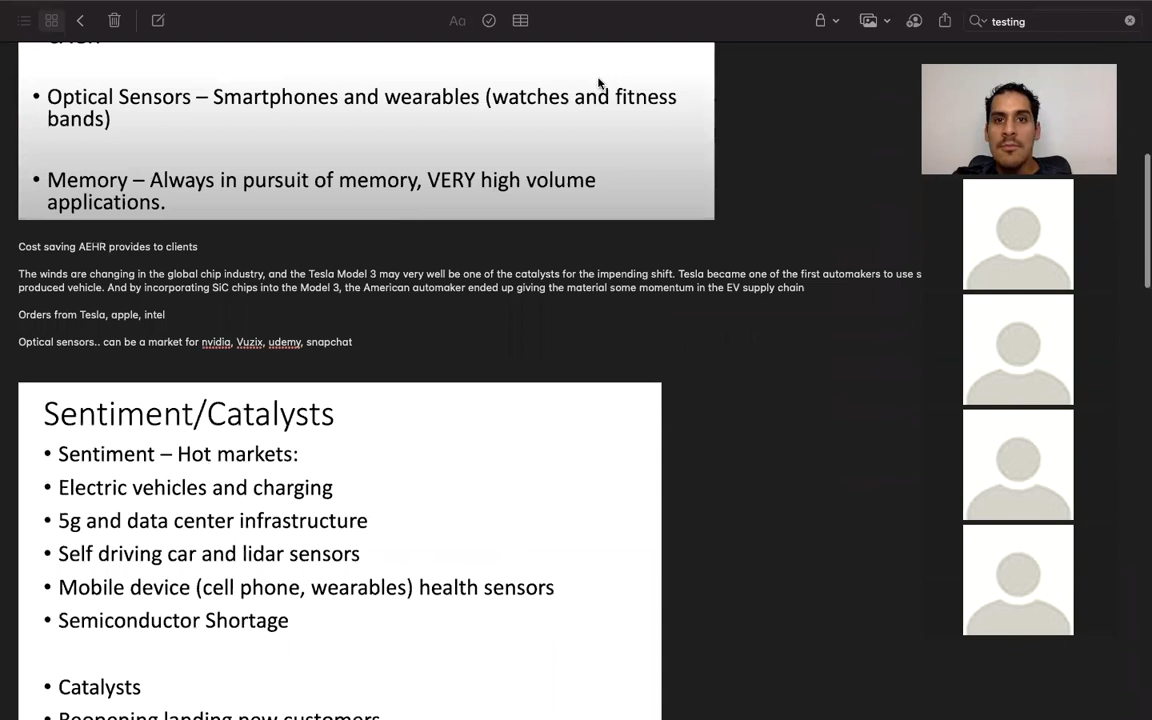 Aa
testing
• Optical Sensors – Smartphones and wearables (watches and fitness
bands)
• Memory – Always in pursuit of memory, VERY high volume
applications.
Cost saving AEHR provides to clients
The winds are changing in the global chip industry, and the Tesla Model 3 may very well be one of the catalysts for the impending shift. Tesla became one of the first automakers to use s
produced vehicle. And by incorporating SiC chips into the Model 3, the American automaker ended up giving the material some momentum in the EV supply chain
Orders from Tesla, apple, intel
Optical sensors.. can be a market for nvidia, Vuzix, udemy, snapchat
Sentiment/Catalysts
• Sentiment – Hot markets:
• Electric vehicles and charging
• 5g and data center infrastructure
• Self driving car and lidar sensors
• Mobile device (cell phone, wearables) health sensors
• Semiconductor Shortage
• Catalysts
• Reopening landing new customers